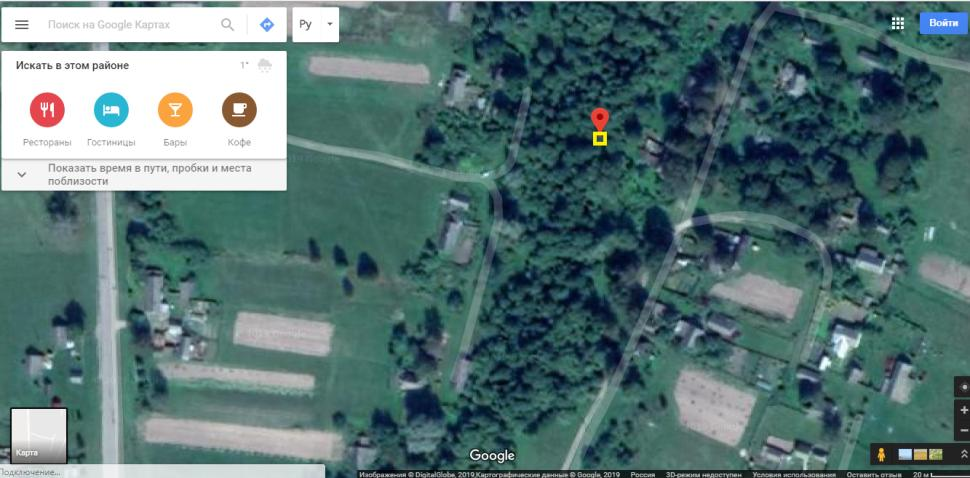 Поиск на Google Картах
Ру
Войти
Искать в этом районе
1°
Рестораны
Гостиницы
Бары
Кофе
Показать время в пути, пробки и места
поблизости
Карта
Google
Подключение...
Изображения © DigitalGlobe, 2019,Картографические данные © Google, 2019 Россия 3D-режим недоступен Условия использования Оставить отзыв 20 м